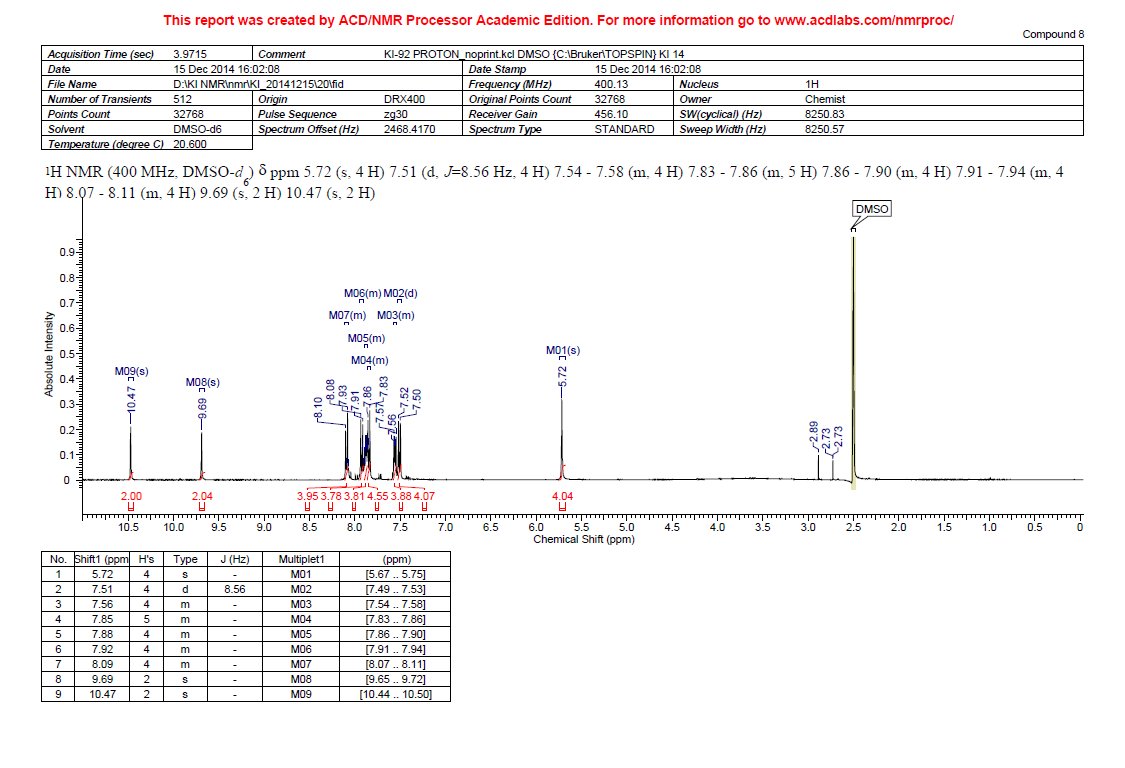 This report was created by ACD/NMR Processor Academic Edition. For more information go to www.acdlabs.com/nmrproc/
Compound 8
Acquisition Time (sec) 3.9715 Comment KI-92 PROTON_noprint.kcl DMSO {C:\Bruker\TOPSPIN} KI 14
Date 15 Dec 2014 16:02:08 Date Stamp 15 Dec 2014 16:02:08
File Name D:\KI NMR\nmr\KI_20141215\20\fid Frequency (MHz) 400.13 Nucleus 1H
Number of Transients 512 Origin DRX400 Original Points Count 32768 Owner Chemist
Points Count 32768 Pulse Sequence zg30 Receiver Gain 456.10 SW(cyclical) (Hz) 8250.83
Solvent DMSO-d6 Spectrum Offset (Hz) 2468.4170 Spectrum Type STANDARD Sweep Width (Hz) 8250.57
Temperature (degree C) 20.600
1H NMR (400 MHz, DMSO-d6) δ ppm 5.72 (s, 4 H) 7.51 (d, J=8.56 Hz, 4 H) 7.54 - 7.58 (m, 4 H) 7.83 - 7.86 (m, 5 H) 7.86 - 7.90 (m, 4 H) 7.91 - 7.94 (m, 4
H) 8.07 - 8.11 (m, 4 H) 9.69 (s, 2 H) 10.47 (s, 2 H)
DMSO
M06(m) M02(d)
M07(m) M03(m)
M05(m) M01(s)
M04(m)
M09(s)
M08(s)
10.47 9.69 8.10 8.08 7.93 7.91 7.86 7.83 7.57 7.56 7.52 7.50 5.72 2.89 2.73 2.73
Absolute Intensity
0.9
0.8
0.7
0.6
0.5
0.4
0.3
0.2
0.1
0
2.00 2.04 3.95 3.78 3.81 4.55 3.88 4.07 4.04
10.5 10.0 9.5 9.0 8.5 8.0 7.5 7.0 6.5 6.0 5.5 5.0 4.5 4.0 3.5 3.0 2.5 2.0 1.5 1.0 0.5 0
Chemical Shift (ppm)
No. Shift1 (ppm H's Type J (Hz) Multiplet1 (ppm)
1 5.72 4 s - M01 [5.67 .. 5.75]
2 7.51 4 d 8.56 M02 [7.49 .. 7.53]
3 7.56 4 m - M03 [7.54 .. 7.58]
4 7.85 5 m - M04 [7.83 .. 7.86]
5 7.88 4 m - M05 [7.86 .. 7.90]
6 7.92 4 m - M06 [7.91 .. 7.94]
7 8.09 4 m - M07 [8.07 .. 8.11]
8 9.69 2 s - M08 [9.65 .. 9.72]
9 10.47 2 s - M09 [10.44 .. 10.50]